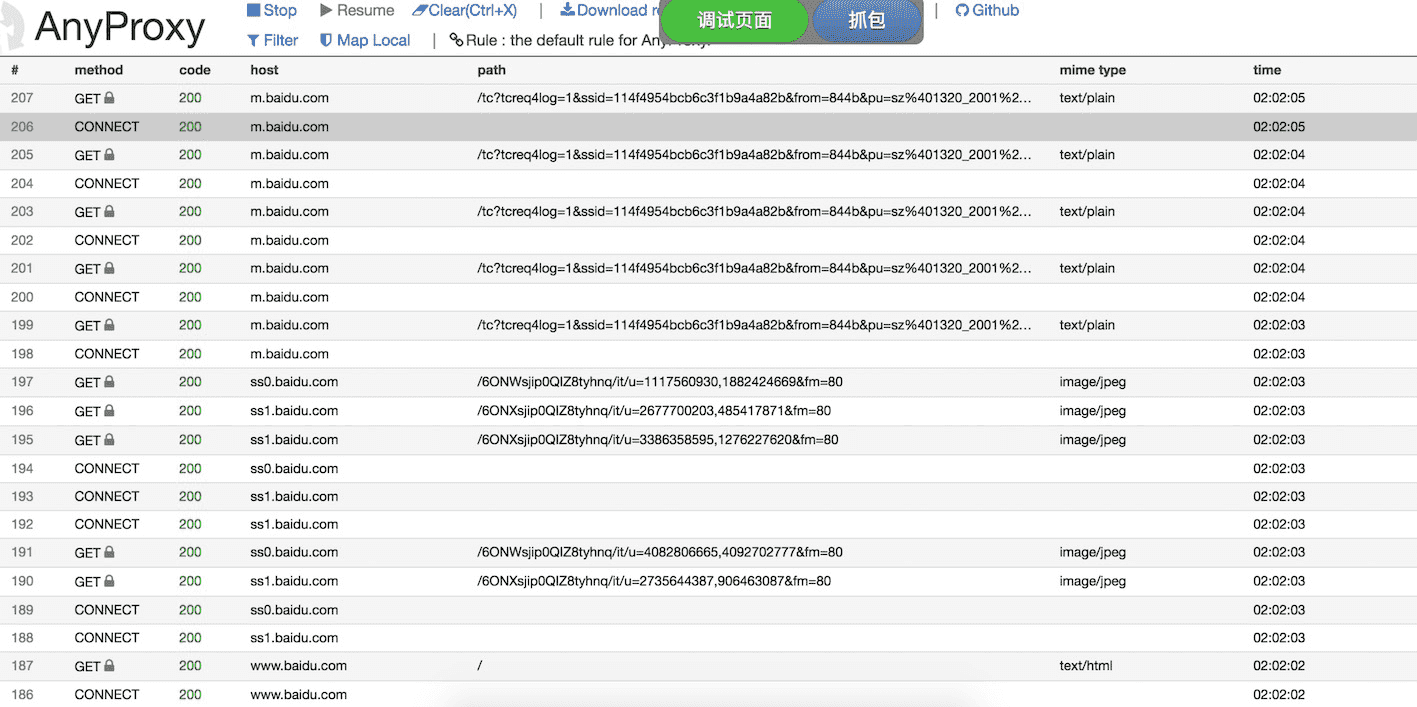 AnyProxy
Stop Resume Clear(Ctrl+X) | Download | Github
调试页面 抓包
Filter Map Local | Rule : the default rule for AnyProxy.
# method code host path mime type time
207 GET 200 m.baidu.com /tc?tcreq4log=1&ssid=114f4954bcb6c3f1b9a4a82b&from=844b&pu=sz%401320_2001%2... text/plain 02:02:05
206 CONNECT 200 m.baidu.com 02:02:05
205 GET 200 m.baidu.com /tc?tcreq4log=1&ssid=114f4954bcb6c3f1b9a4a82b&from=844b&pu=sz%401320_2001%2... text/plain 02:02:04
204 CONNECT 200 m.baidu.com 02:02:04
203 GET 200 m.baidu.com /tc?tcreq4log=1&ssid=114f4954bcb6c3f1b9a4a82b&from=844b&pu=sz%401320_2001%2... text/plain 02:02:04
202 CONNECT 200 m.baidu.com 02:02:04
201 GET 200 m.baidu.com /tc?tcreq4log=1&ssid=114f4954bcb6c3f1b9a4a82b&from=844b&pu=sz%401320_2001%2... text/plain 02:02:04
200 CONNECT 200 m.baidu.com 02:02:04
199 GET 200 m.baidu.com /tc?tcreq4log=1&ssid=114f4954bcb6c3f1b9a4a82b&from=844b&pu=sz%401320_2001%2... text/plain 02:02:03
198 CONNECT 200 m.baidu.com 02:02:03
197 GET 200 ss0.baidu.com /6ONWsjip0QIZ8tyhnq/it/u=1117560930,1882424669&fm=80 image/jpeg 02:02:03
196 GET 200 ss1.baidu.com /6ONXsjip0QIZ8tyhnq/it/u=2677700203,485417871&fm=80 image/jpeg 02:02:03
195 GET 200 ss1.baidu.com /6ONXsjip0QIZ8tyhnq/it/u=3386358595,1276227620&fm=80 image/jpeg 02:02:03
194 CONNECT 200 ss0.baidu.com 02:02:03
193 CONNECT 200 ss1.baidu.com 02:02:03
192 CONNECT 200 ss1.baidu.com 02:02:03
191 GET 200 ss0.baidu.com /6ONWsjip0QIZ8tyhnq/it/u=4082806665,4092702777&fm=80 image/jpeg 02:02:03
190 GET 200 ss1.baidu.com /6ONXsjip0QIZ8tyhnq/it/u=2735644387,906463087&fm=80 image/jpeg 02:02:03
189 CONNECT 200 ss0.baidu.com 02:02:03
188 CONNECT 200 ss1.baidu.com 02:02:03
187 GET 200 www.baidu.com / text/html 02:02:02
186 CONNECT 200 www.baidu.com 02:02:02